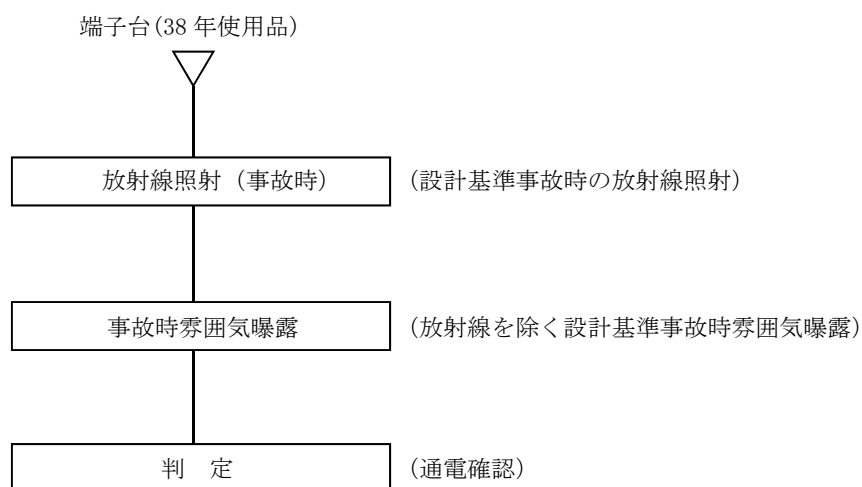 端子台(38 年使用品)
放射線照射（事故時） (設計基準事故時の放射線照射)
事故時雰囲気曝露 (放射線を除く設計基準事故時雰囲気曝露)
判　定 (通電確認)